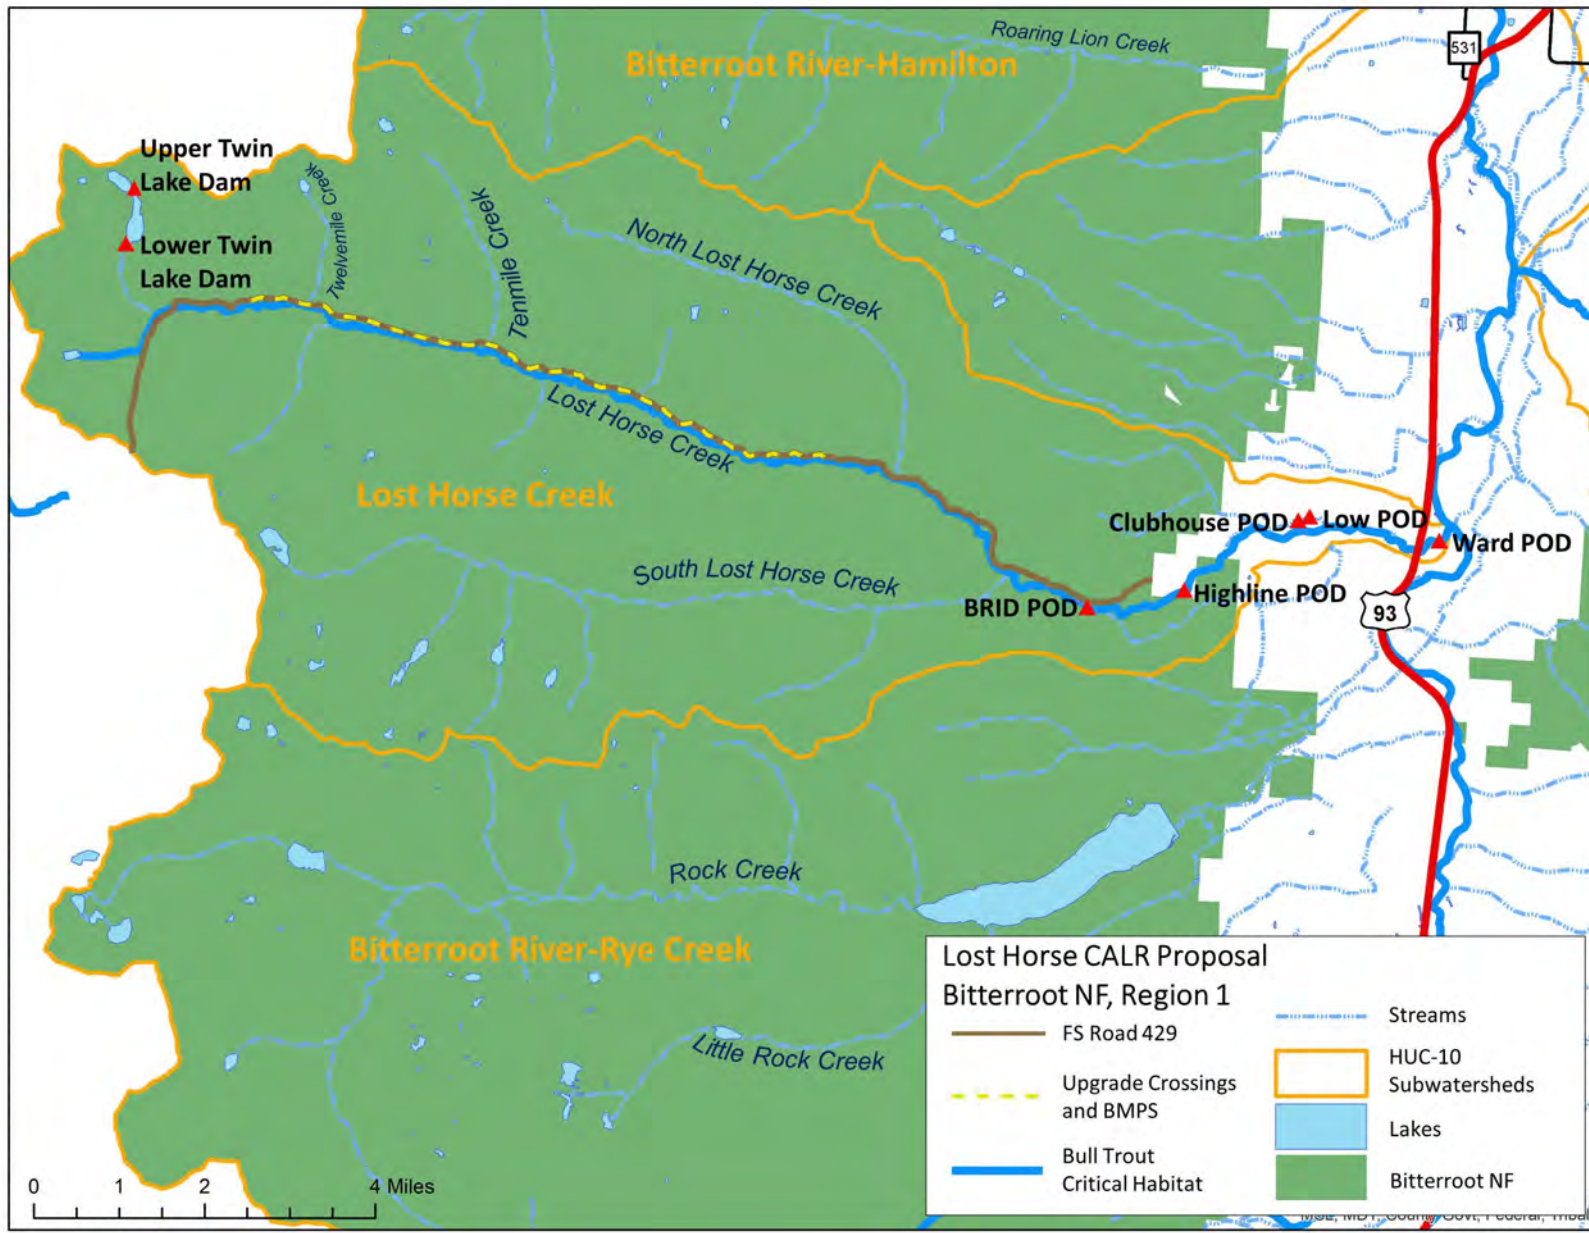 Roaring Lion Creek
531
Bitterroot River-Hamilton
Upper Twin
Lake Dam
Twelvemile Creek
Tenmile Creek
North Lost Horse Creek
Lower Twin
Lake Dam
Lost Horse Creek
Lost Horse Creek
Clubhouse POD
Low POD
Ward POD
South Lost Horse Creek
BRID POD
Highline POD
93
Rock Creek
Bitterroot River-Rye Creek
Little Rock Creek
Lost Horse CALR Proposal
Bitterroot NF, Region 1
FS Road 429
Upgrade Crossings
and BMPS
Bull Trout
Critical Habitat
Streams
HUC-10
Subwatersheds
Lakes
Bitterroot NF
0 1 2 4 Miles